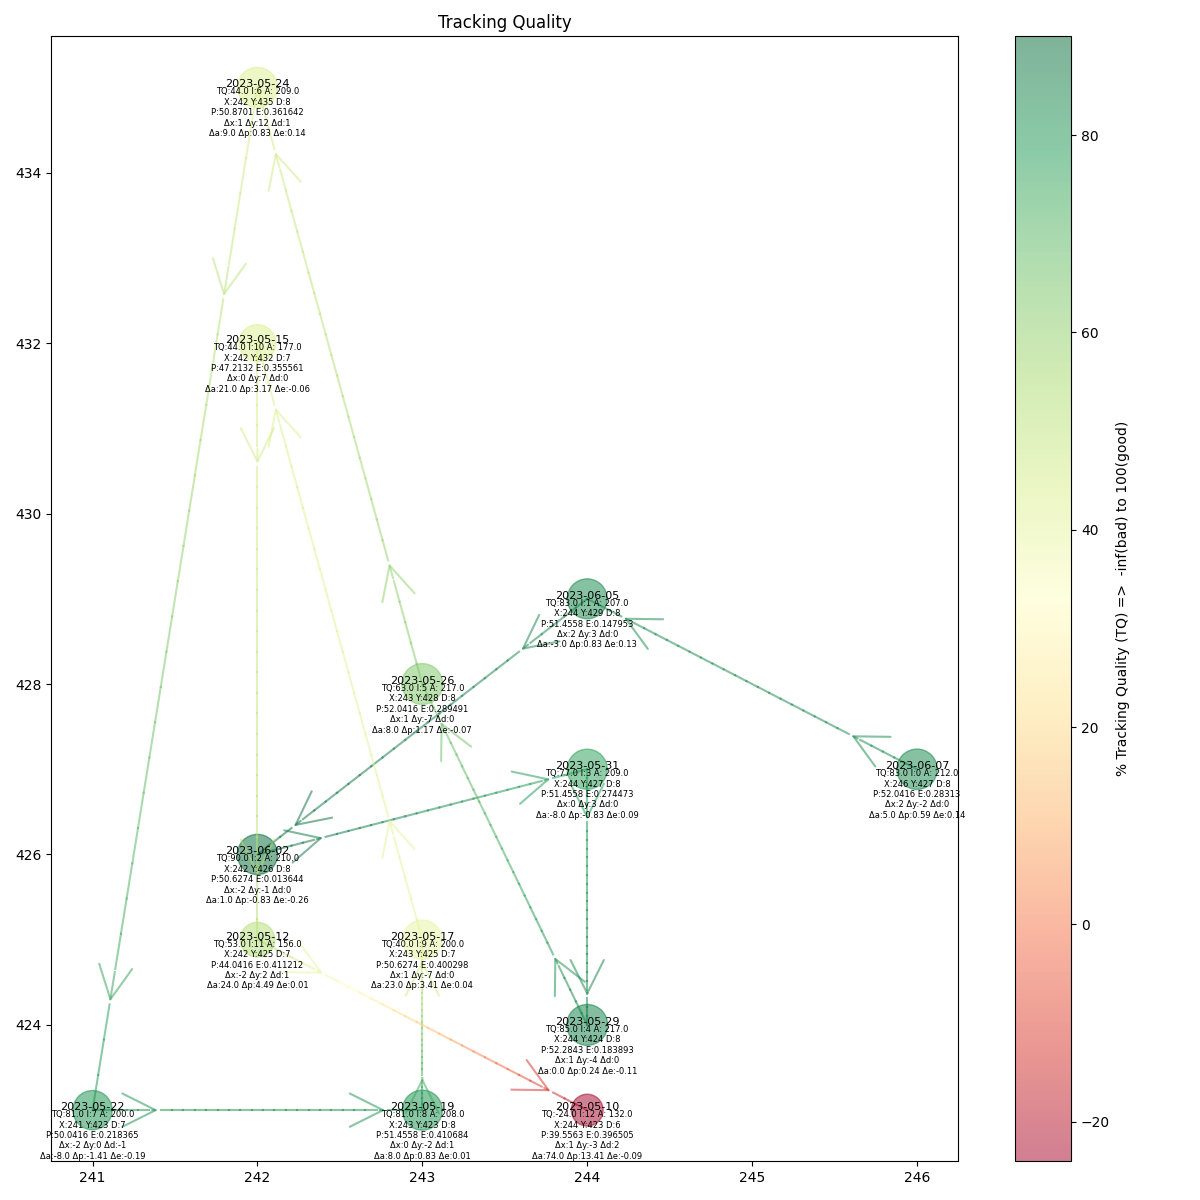 Tracking Quality
2023-05-24
TQ:44.0 I:6 A: 209.0
X:242 Y:435 D:8
P:50.8701 E:0.361642
Δx:1 Δy:12 Δd:1
Δa:9.0 Δp:0.83 Δe:0.14
2023-05-15
TQ:44.0 I:10 A: 177.0
X:242 Y:432 D:7
P:47.2132 E:0.355561
Δx:0 Δy:7 Δd:0
Δa:21.0 Δp:3.17 Δe:-0.06
2023-06-05
TQ:83.0 I:1 A: 207.0
X:244 Y:429 D:8
P:51.4558 E:0.147953
Δx:2 Δy:3 Δd:0
Δa:-3.0 Δp:0.83 Δe:0.13
2023-05-26
TQ:63.0 I:5 A: 217.0
X:243 Y:428 D:8
P:52.0416 E:0.289491
Δx:1 Δy:-7 Δd:0
Δa:8.0 Δp:1.17 Δe:-0.07
2023-05-31
TQ:77.0 I:3 A: 209.0
X:244 Y:427 D:8
P:51.4558 E:0.274473
Δx:0 Δy:3 Δd:0
Δa:-8.0 Δp:-0.83 Δe:0.09
2023-06-07
TQ:83.0 I:0 A: 212.0
X:246 Y:427 D:8
P:52.0416 E:0.28313
Δx:2 Δy:-2 Δd:0
Δa:5.0 Δp:0.59 Δe:0.14
2023-06-02
TQ:90.0 I:2 A: 210.0
X:242 Y:426 D:8
P:50.6274 E:0.013644
Δx:-2 Δy:-1 Δd:0
Δa:1.0 Δp:-0.83 Δe:-0.26
2023-05-12
TQ:53.0 I:11 A: 156.0
X:242 Y:425 D:7
P:44.0416 E:0.411212
Δx:-2 Δy:2 Δd:1
Δa:24.0 Δp:4.49 Δe:0.01
2023-05-17
TQ:40.0 I:9 A: 200.0
X:243 Y:425 D:7
P:50.6274 E:0.400298
Δx:1 Δy:-7 Δd:0
Δa:23.0 Δp:3.41 Δe:0.04
2023-05-29
TQ:85.0 I:4 A: 217.0
X:244 Y:424 D:8
P:52.2843 E:0.183893
Δx:1 Δy:-4 Δd:0
Δa:0.0 Δp:0.24 Δe:-0.11
2023-05-22
TQ:81.0 I:7 A: 200.0
X:241 Y:423 D:7
P:50.0416 E:0.218365
Δx:-2 Δy:0 Δd:-1
Δa:-8.0 Δp:-1.41 Δe:-0.19
2023-05-19
TQ:81.0 I:8 A: 208.0
X:243 Y:423 D:8
P:51.4558 E:0.410684
Δx:0 Δy:-2 Δd:1
Δa:8.0 Δp:0.83 Δe:0.01
2023-05-10
TQ:-24.0 I:12 A: 132.0
X:244 Y:423 D:6
P:39.5563 E:0.396505
Δx:1 Δy:-3 Δd:2
Δa:74.0 Δp:13.41 Δe:-0.09
434
432
430
428
426
424
241 242 243 244 245 246
80
60
40
20
0
−20
% Tracking Quality (TQ) => -inf(bad) to 100(good)